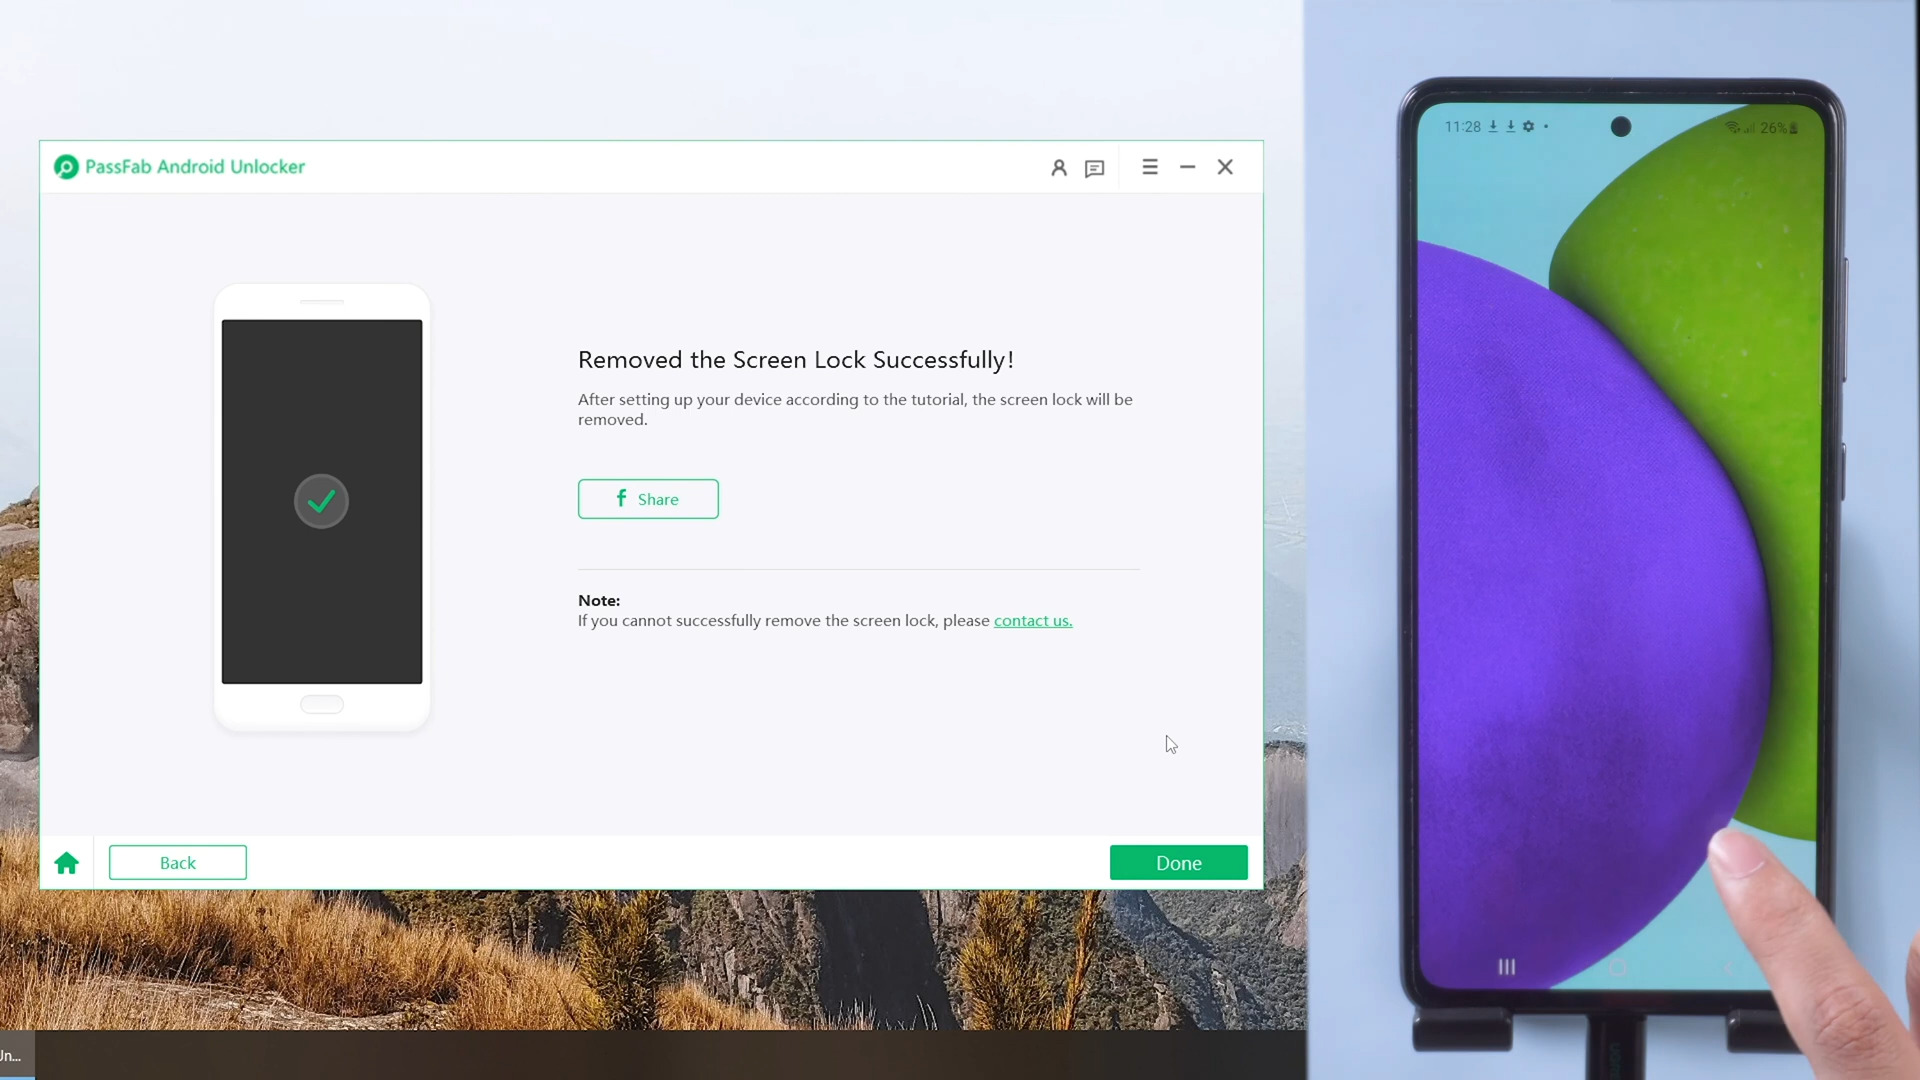 PassFab Android Unlocker
Removed the Screen Lock Successfully!
After setting up your device according to the tutorial, the screen lock will be
removed.
f Share
Note:
If you cannot successfully remove the screen lock, please contact us.
Back
Done
Un...
11:28
26%